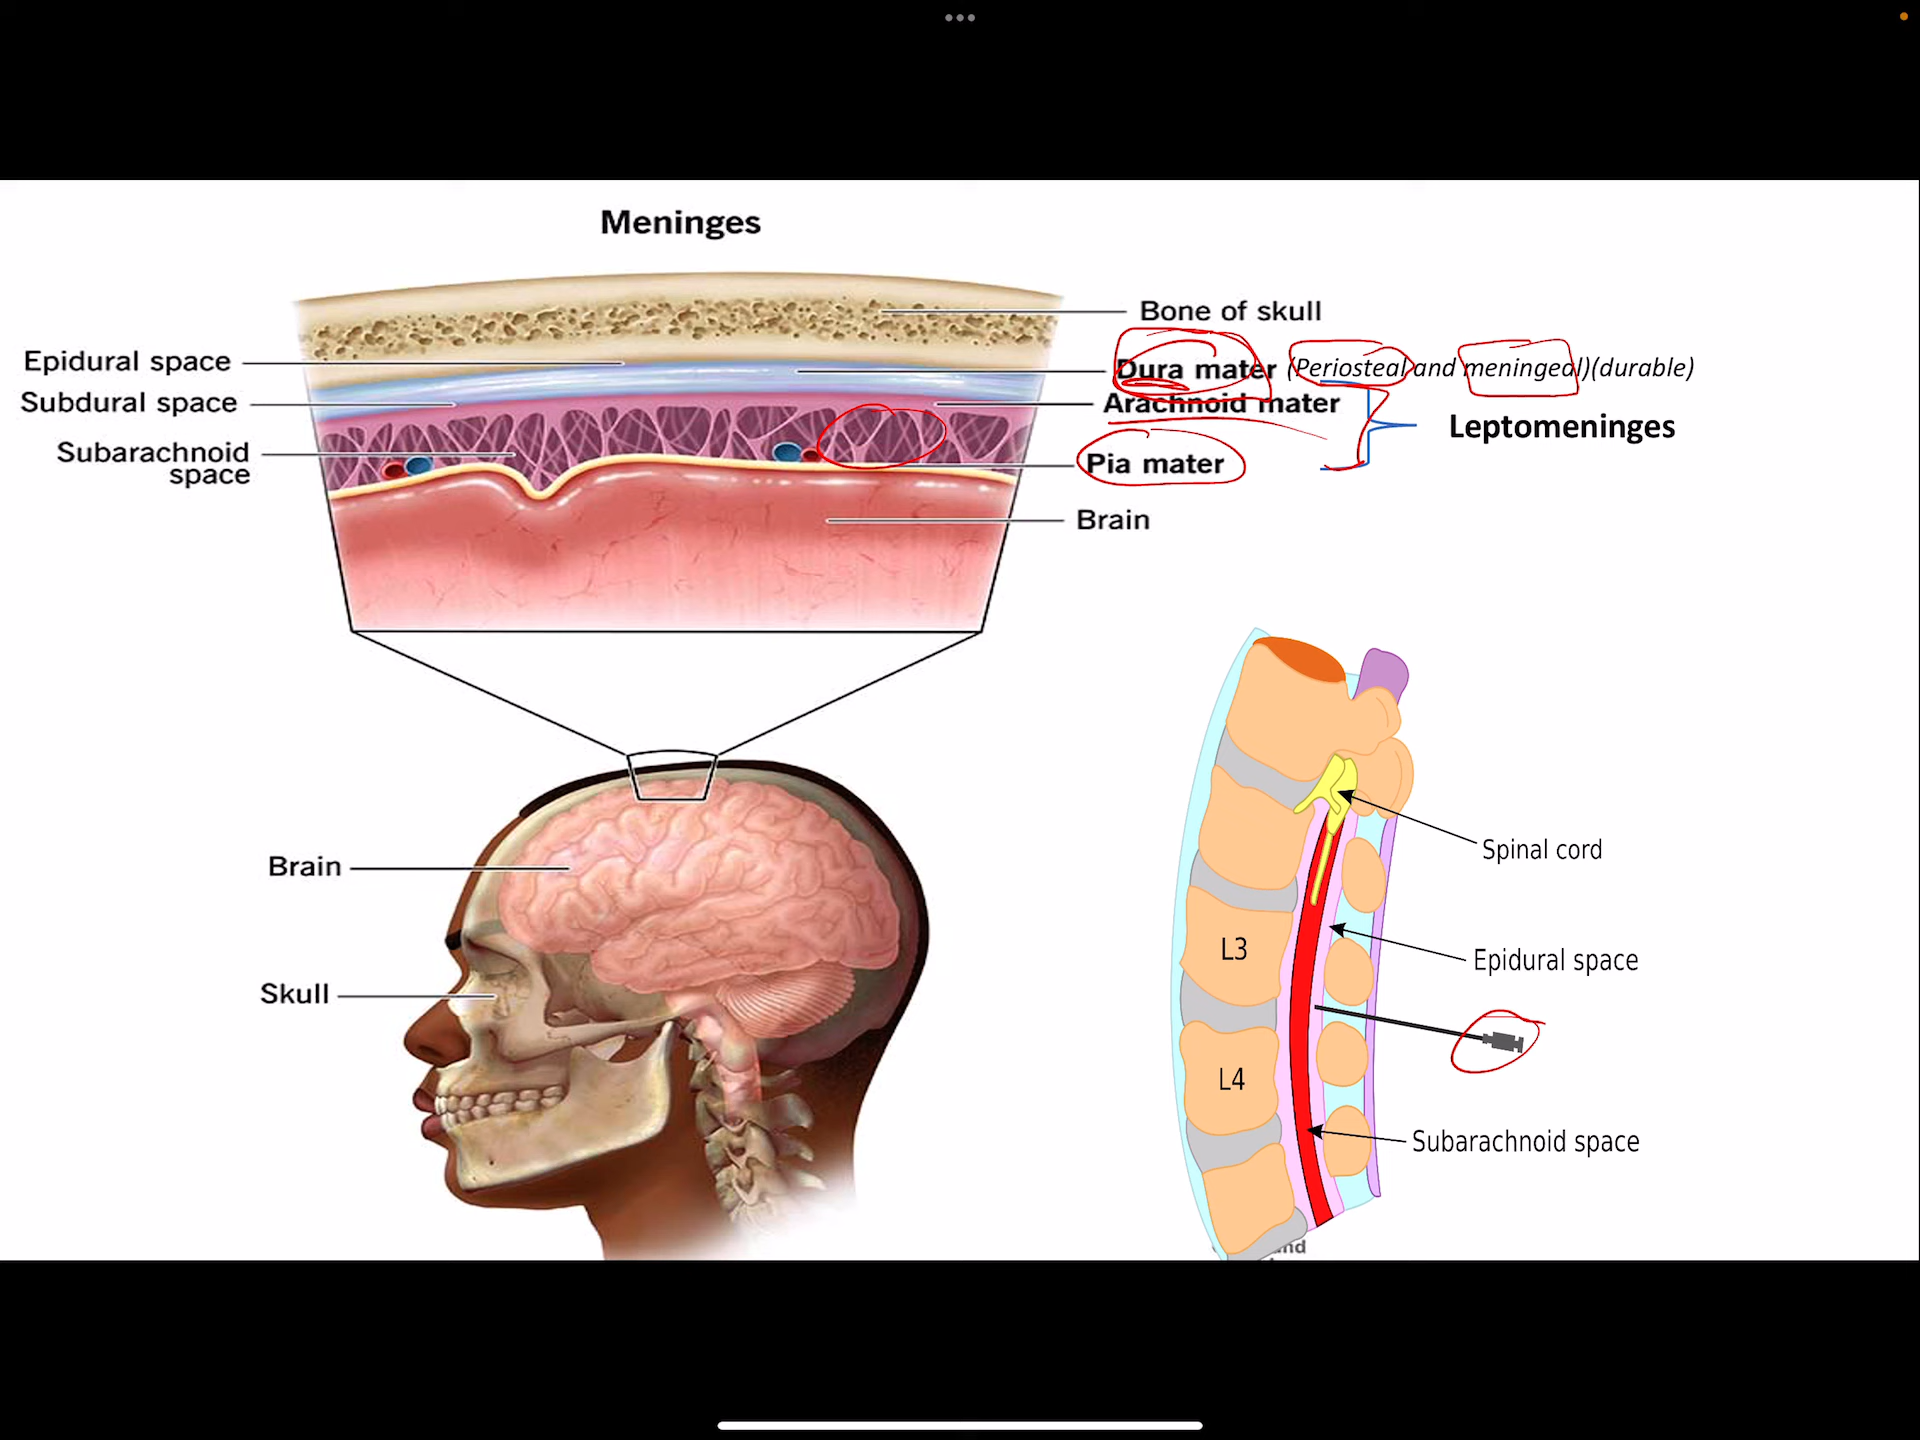 Meninges
Bone of skull
Epidural space
Dura mater (Periosteal and meningeal)(durable)
Subdural space
Arachnoid mater
Leptomeninges
Subarachnoid
space
Pia mater
Brain
Brain
Skull
Spinal cord
L3
Epidural space
L4
Subarachnoid space